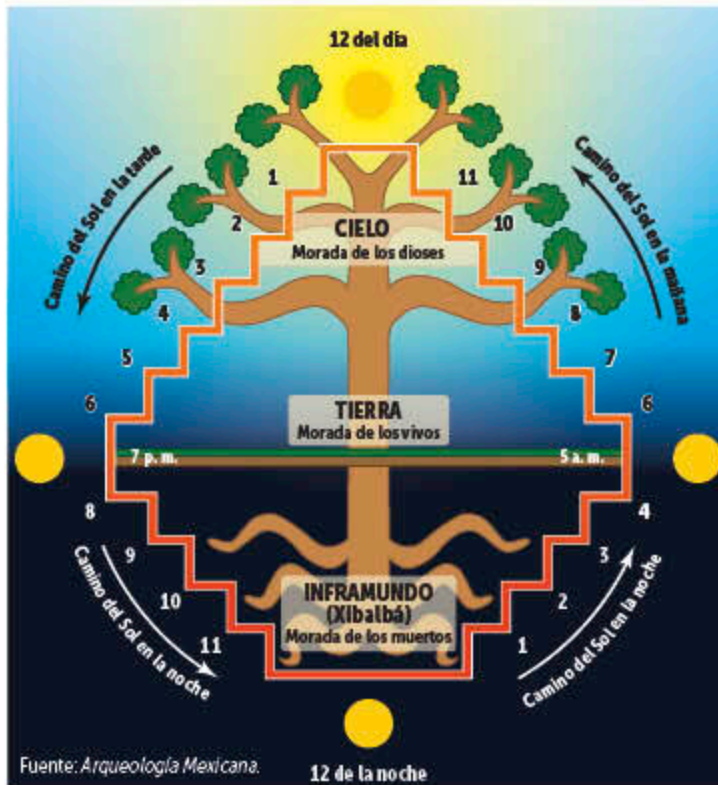 12 del día
Camino del Sol en la tarde
Camino del Sol en la mañana
1
11
2
10
CIELO
Morada de los dioses
3
9
4
8
5
7
6
6
TIERRA
Morada de los vivos
7 p. m.
5 a. m.
8
4
9
3
10
2
11
1
Camino del Sol en la noche
Camino del Sol en la noche
INFRAMUNDO
(Xibalbá)
Morada de los muertos
Fuente: Arqueología Mexicana.
12 de la noche